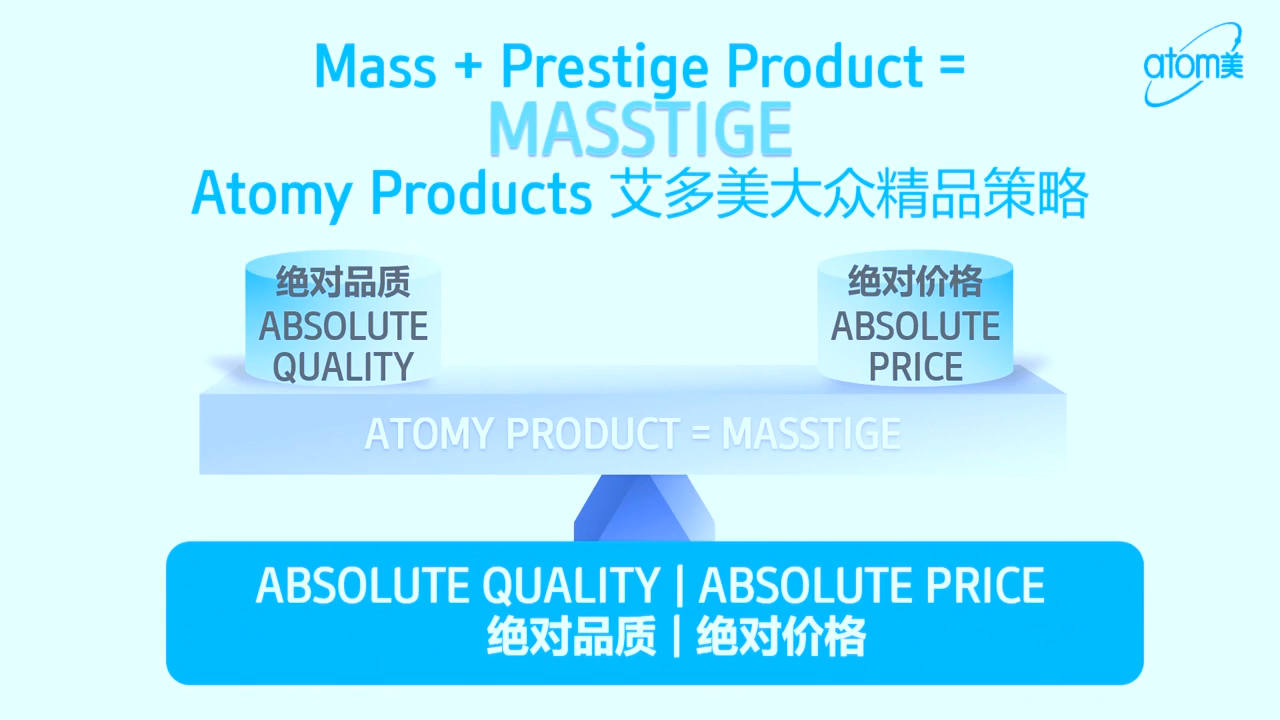 Mass + Prestige Product =
atom美
MASSTIGE
Atomy Products 艾多美大众精品策略
绝对品质
ABSOLUTE
QUALITY
绝对价格
ABSOLUTE
PRICE
ATOMY PRODUCT = MASSTIGE
ABSOLUTE QUALITY | ABSOLUTE PRICE
绝对品质 | 绝对价格